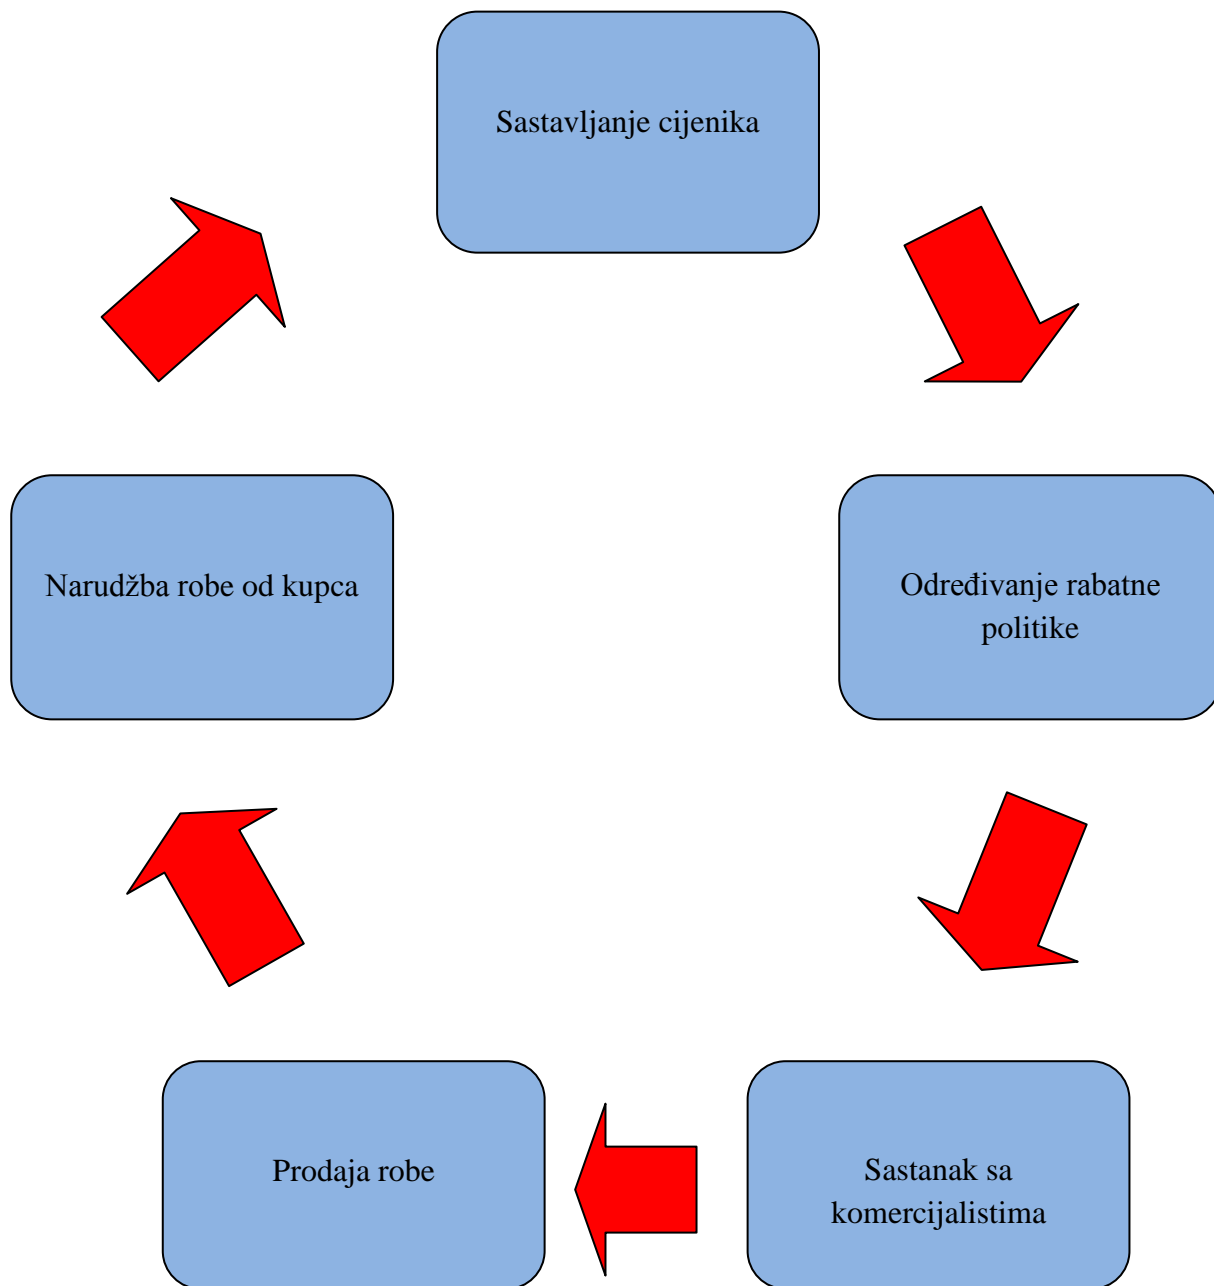 Sastavljanje cijenika
Narudžba robe od kupca
Određivanje rabatne
politike
Prodaja robe
Sastanak sa
komercijalistima